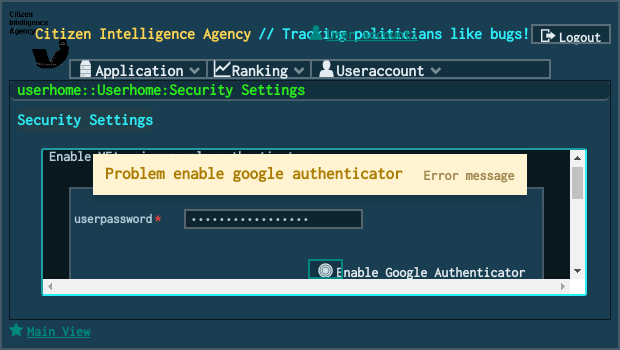 Citizen
Intelligence
Agency
Citizen Intelligence Agency // Tracking politicians like bugs!
Logout
Application Ranking Useraccount
userhome::Userhome:Security Settings
Security Settings
Enable
Problem enable google authenticator Error message
userpassword* •••••••••••••••••
Enable Google Authenticator
Main View